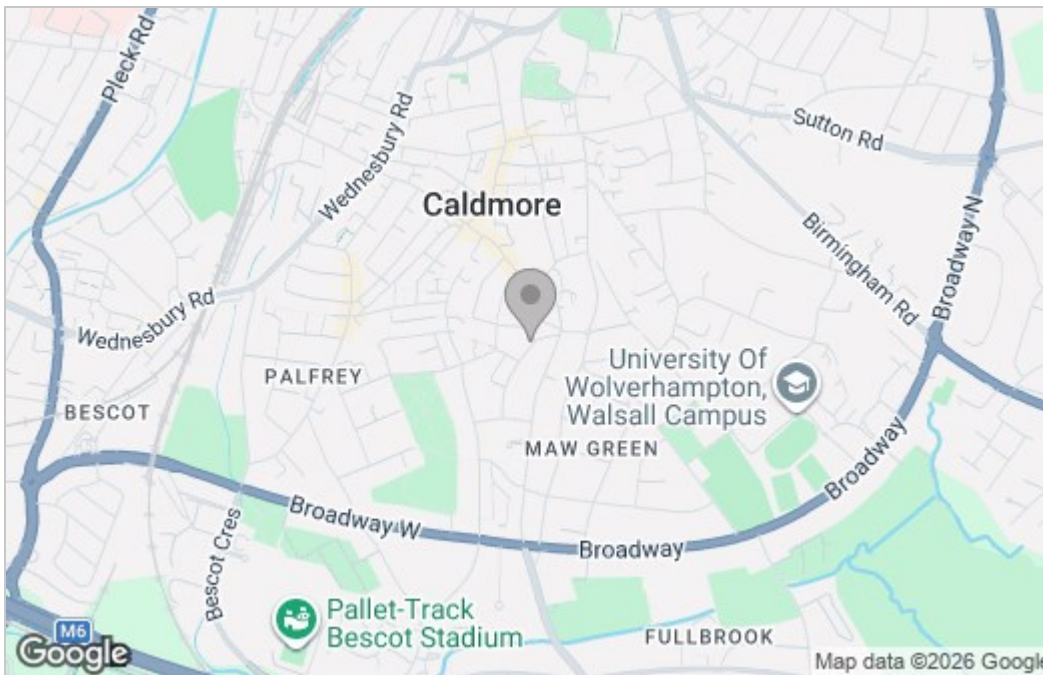 Pleck Rd
Sutton Rd
Wednesbury Rd
Caldmore
Broadway N
Birmingham Rd
Wednesbury Rd
University Of
Wolverhampton,
Walsall Campus
PALFREY
BESCOT
MAW GREEN
Broadway
Broadway W
Broadway
Bescot Cres
Pallet-Track
Bescot Stadium
M6
FULLBROOK
Google
Map data ©2026 Google